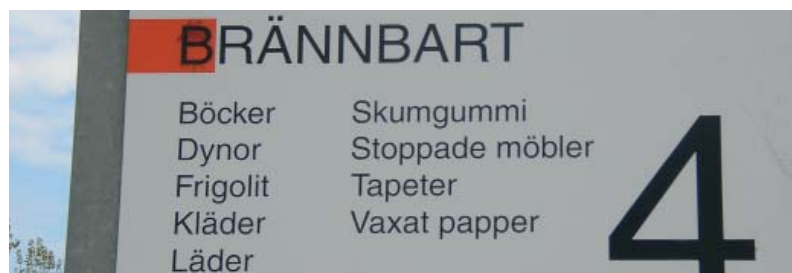 BRÄNNBART
Böcker
Dynor
Frigolit
Kläder
Läder
Skumgummi
Stoppade möbler
Tapeter
Vaxat papper
4